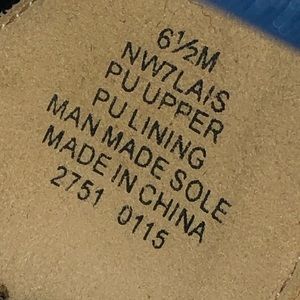 6½M
NW7LAIS
PU UPPER
PU LINING
MAN MADE SOLE
MADE IN CHINA
2751 0115